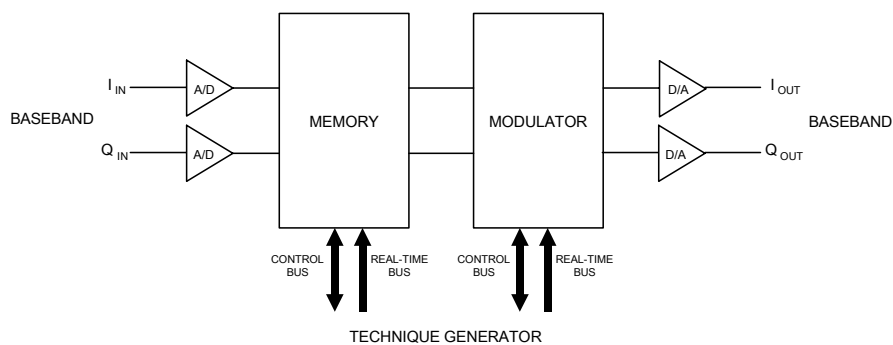 I IN
A/D
D/A
I OUT
BASEBAND
MEMORY
MODULATOR
BASEBAND
Q IN
A/D
D/A
Q OUT
CONTROL
BUS
REAL-TIME
BUS
CONTROL
BUS
REAL-TIME
BUS
TECHNIQUE GENERATOR